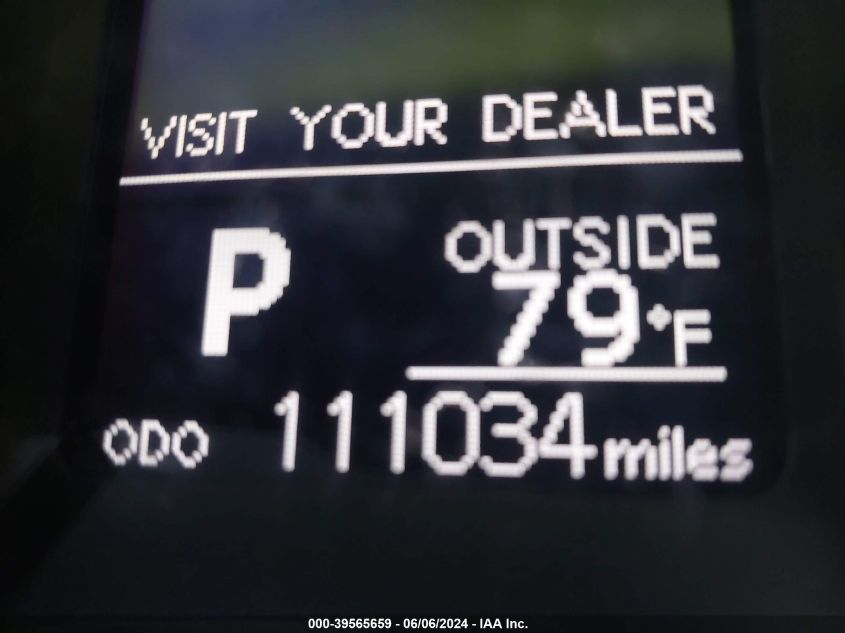 VISIT YOUR DEALER
P
OUTSIDE
79°F
ODO 111034 miles
000-39565659 - 06/06/2024 - IAA Inc.